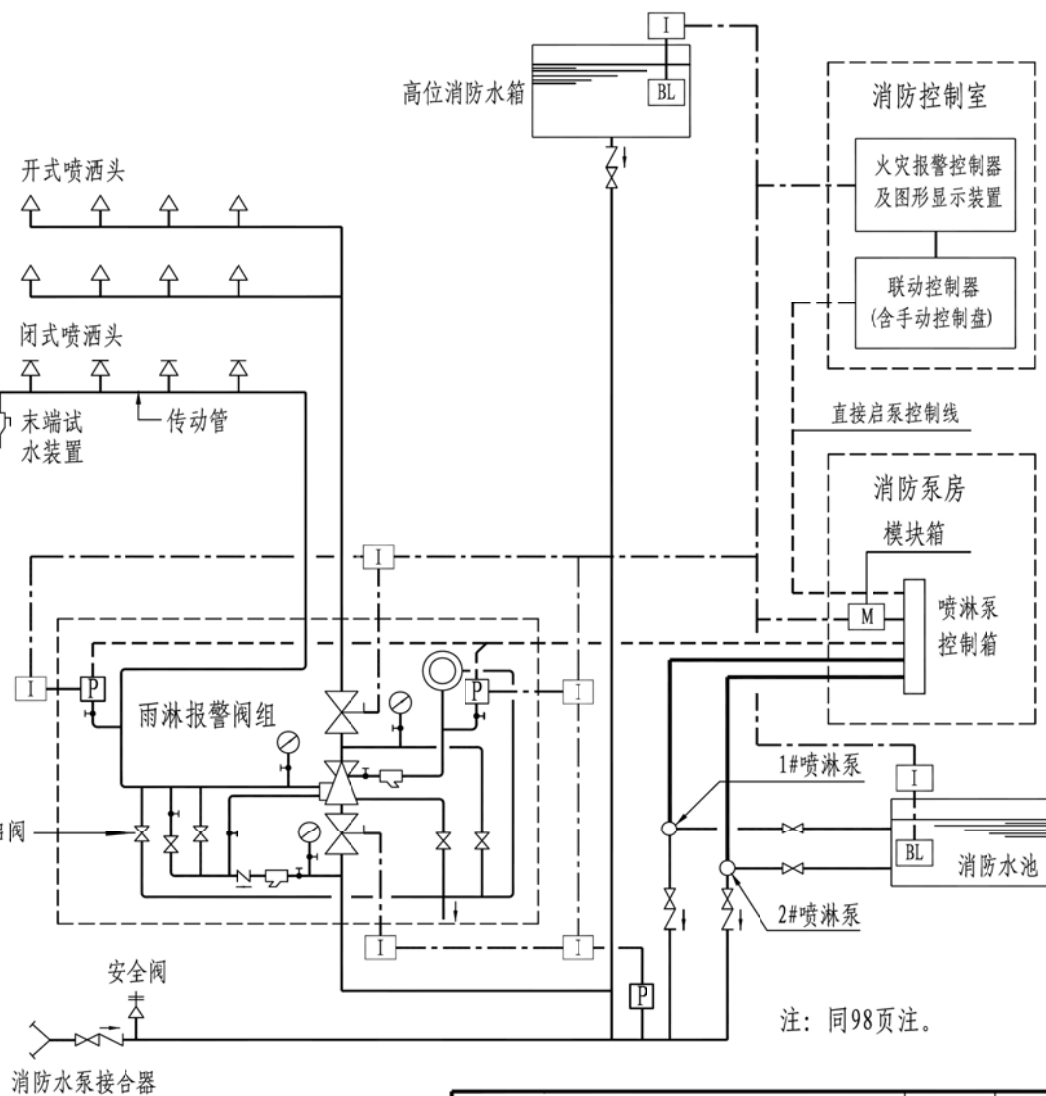 I
高位消防水箱
BL
消防控制室
火灾报警控制器
及图形显示装置
联动控制器
(含手动控制盘)
开式喷洒头
闭式喷洒头
末端试
水装置
传动管
直接启泵控制线
消防泵房
模块箱
M
喷淋泵
控制箱
I
I
P
雨淋报警阀组
P
I
1#喷淋泵
I
BL
消防水池
2#喷淋泵
阀
I
I
P
安全阀
消防水泵接合器
注: 同98页注。